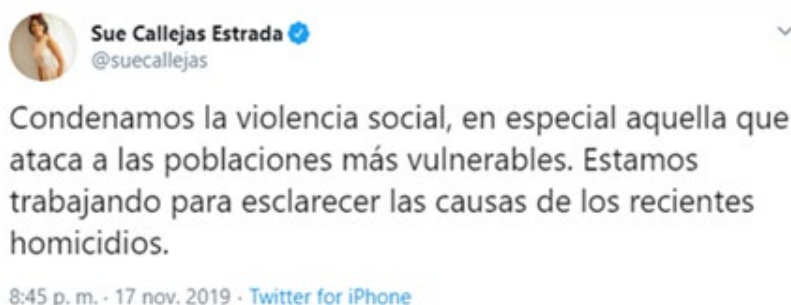 Sue Callejas Estrada
@suecallejas
Condenamos la violencia social, en especial aquella que
ataca a las poblaciones más vulnerables. Estamos
trabajando para esclarecer las causas de los recientes
homicidios.
8:45 p. m. · 17 nov. 2019 · Twitter for iPhone